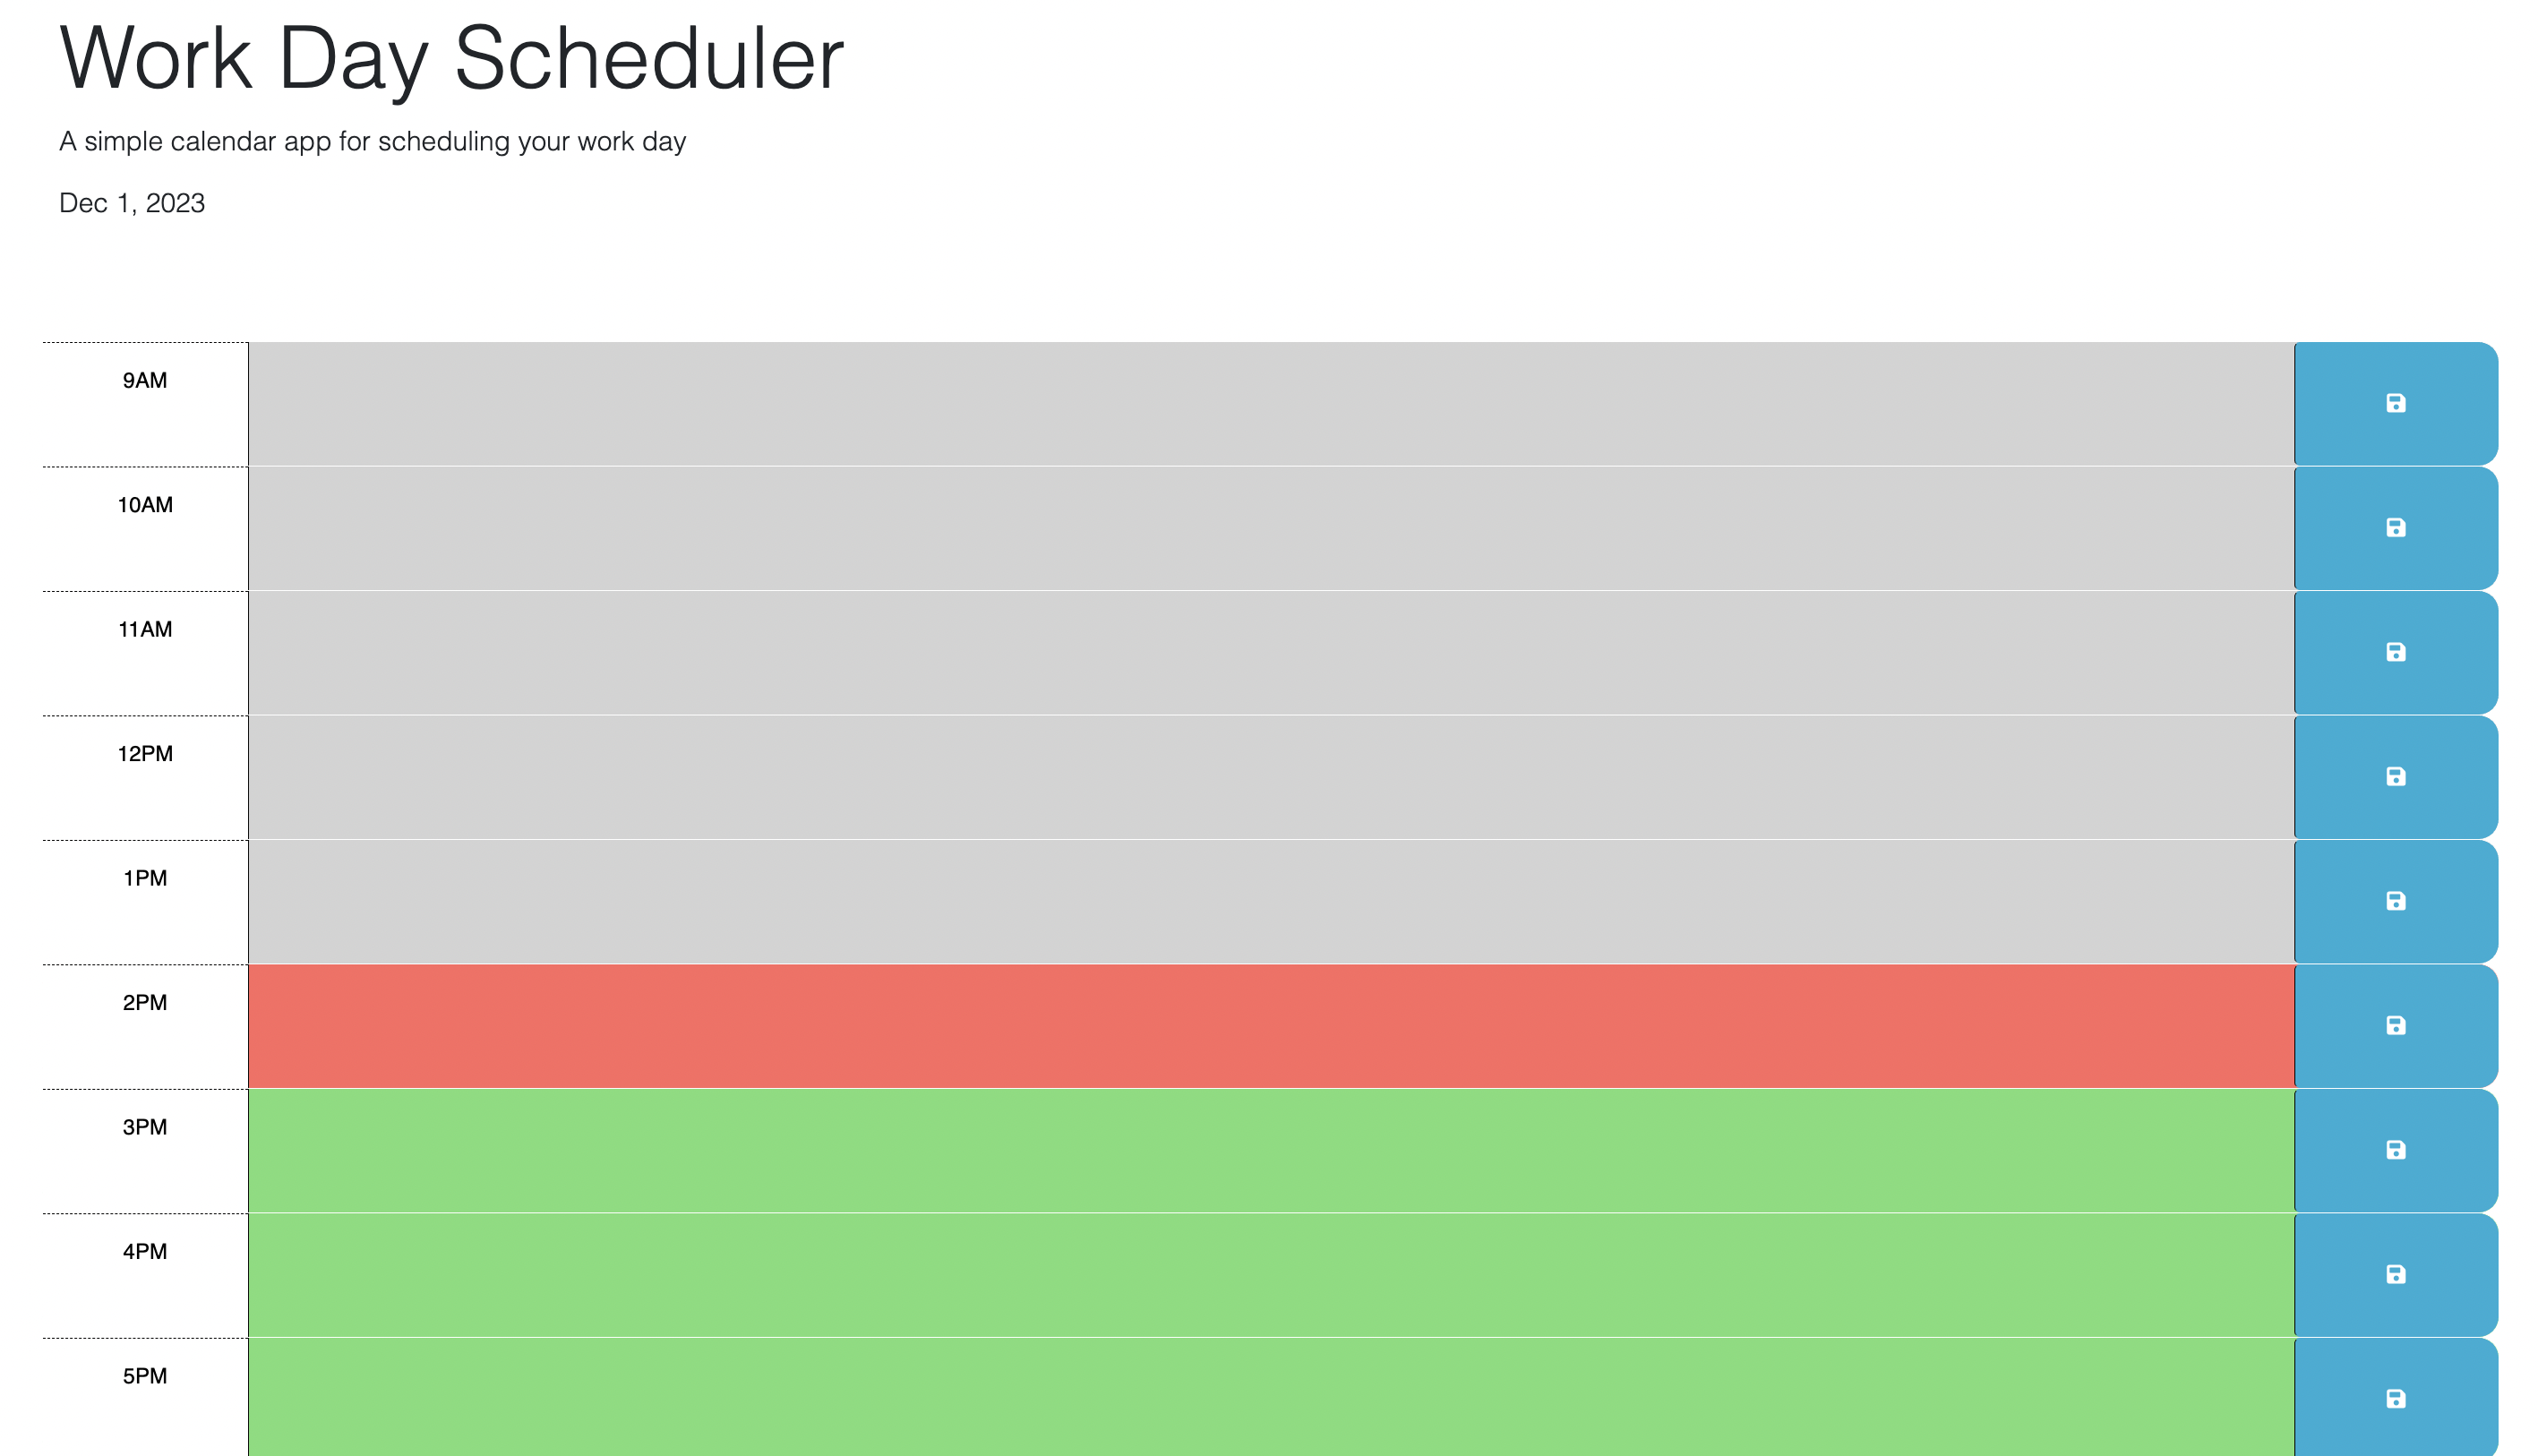 Work Day Scheduler
A simple calendar app for scheduling your work day
Dec 1, 2023
9AM
10AM
11AM
12PM
1PM
2PM
3PM
4PM
5PM